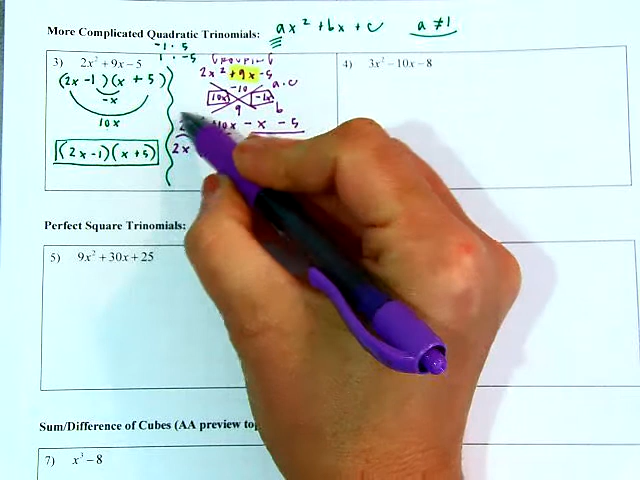 More Complicated Quadratic Trinomials: ax² + bx + c a ≠ 1
-1 · 5
1 · -5
3) 2x² + 9x - 5
(2x - 1)(x + 5)
-x
10x
(2x-1)(x+5)
2x² +9x -5
-10 a·c
10x -1x
9 b
10x - x - 5
2x
4) 3x² - 10x - 8
Perfect Square Trinomials:
5) 9x² + 30x + 25
Sum/Difference of Cubes (AA preview
7) x³ - 8